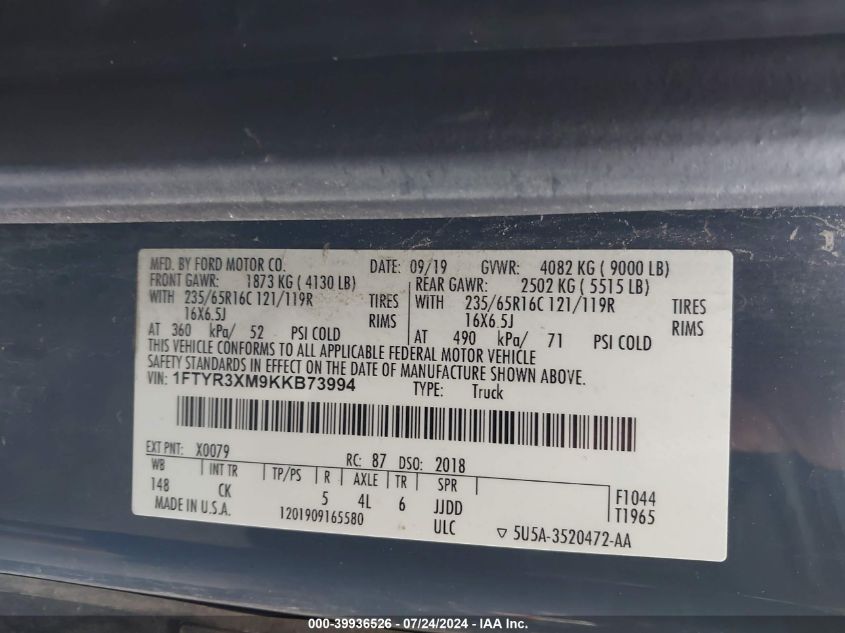 MFD. BY FORD MOTOR CO. DATE: 09/19 GVWR: 4082 KG ( 9000 LB)
FRONT GAWR: 1873 KG ( 4130 LB) REAR GAWR: 2502 KG ( 5515 LB)
WITH 235/65R16C 121/119R TIRES WITH 235/65R16C 121/119R TIRES
16X6.5J RIMS 16X6.5J RIMS
AT 360 kPa/ 52 PSI COLD AT 490 kPa/ 71 PSI COLD
THIS VEHICLE CONFORMS TO ALL APPLICABLE FEDERAL MOTOR VEHICLE
SAFETY STANDARDS IN EFFECT ON THE DATE OF MANUFACTURE SHOWN ABOVE.
VIN: 1FTYR3XM9KKB73994 TYPE: Truck
EXT PNT: X0079 RC: 87 DSO: 2018
WB INT TR TP/PS R AXLE TR SPR F1044
148 CK 5 4L 6 JJDD T1965
MADE IN U.S.A. 1201909165580 ULC ▽ 5U5A-3520472-AA
000-39936526 - 07/24/2024 - IAA Inc.